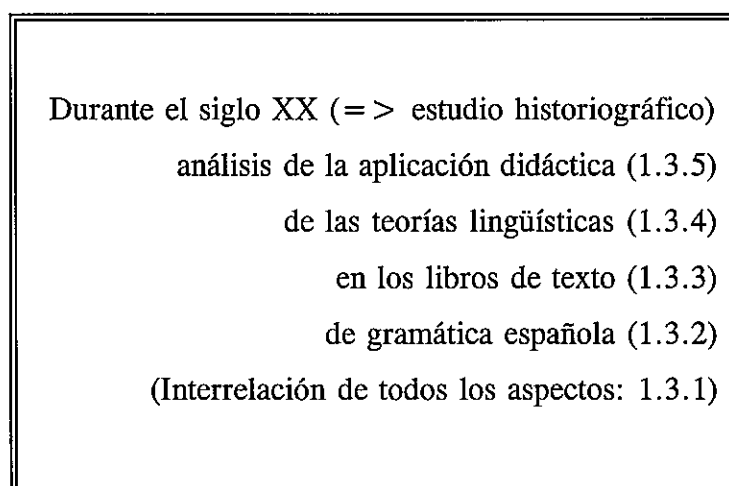 Durante el siglo XX (= > estudio historiográfico)
análisis de la aplicación didáctica (1.3.5)
de las teorías lingüísticas (1.3.4)
en los libros de texto (1.3.3)
de gramática española (1.3.2)
(Interrelación de todos los aspectos: 1.3.1)